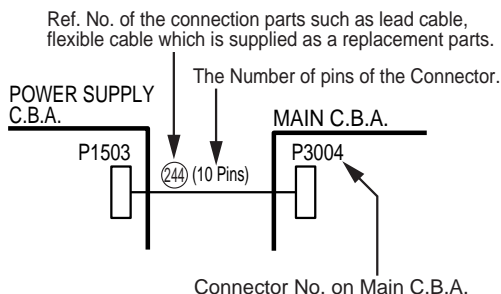 Ref. No. of the connection parts such as lead cable,
flexible cable which is supplied as a replacement parts.
The Number of pins of the Connector.
POWER SUPPLY
C.B.A.
MAIN C.B.A.
P1503
244 (10 Pins)
P3004
Connector No. on Main C.B.A.